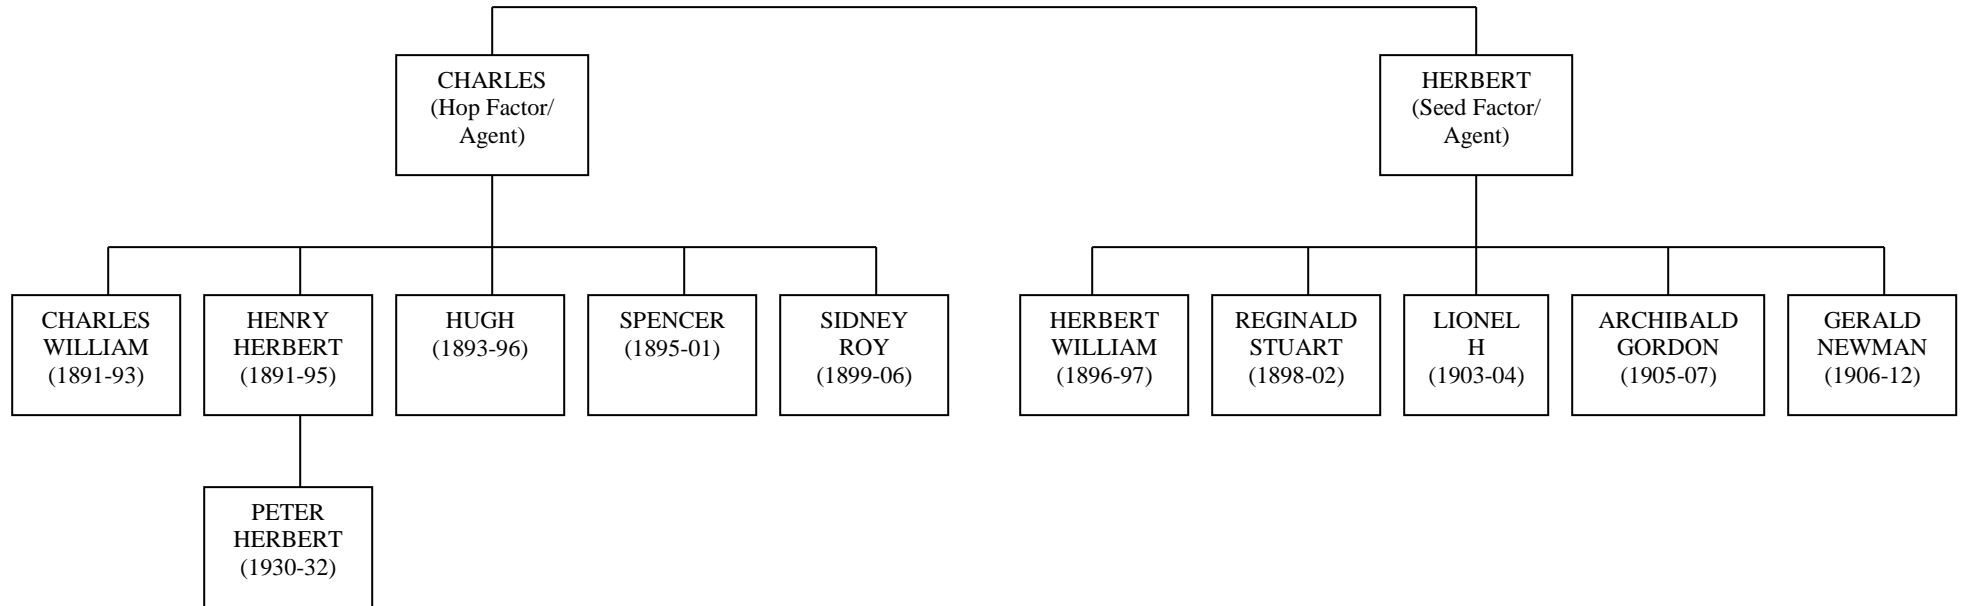 CHARLES
(Hop Factor/
Agent)
HERBERT
(Seed Factor/
Agent)
CHARLES
WILLIAM
(1891-93)
HENRY
HERBERT
(1891-95)
HUGH
(1893-96)
SPENCER
(1895-01)
SIDNEY
ROY
(1899-06)
HERBERT
WILLIAM
(1896-97)
REGINALD
STUART
(1898-02)
LIONEL
H
(1903-04)
ARCHIBALD
GORDON
(1905-07)
GERALD
NEWMAN
(1906-12)
PETER
HERBERT
(1930-32)